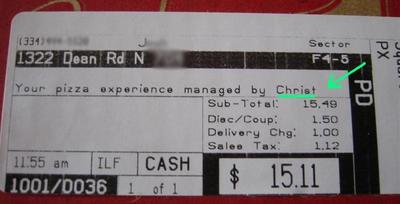 (334)
Sector
1322 Dean Rd N
F4-5
Your pizza experience managed by Christ
Sub-Total: 15.49
Disc/Coup: 1.50
Delivery Chg: 1.00
Sales Tax: 1.12
11:55 am ILF CASH
$ 15.11
1001/0036 1 of 1
PD
PX